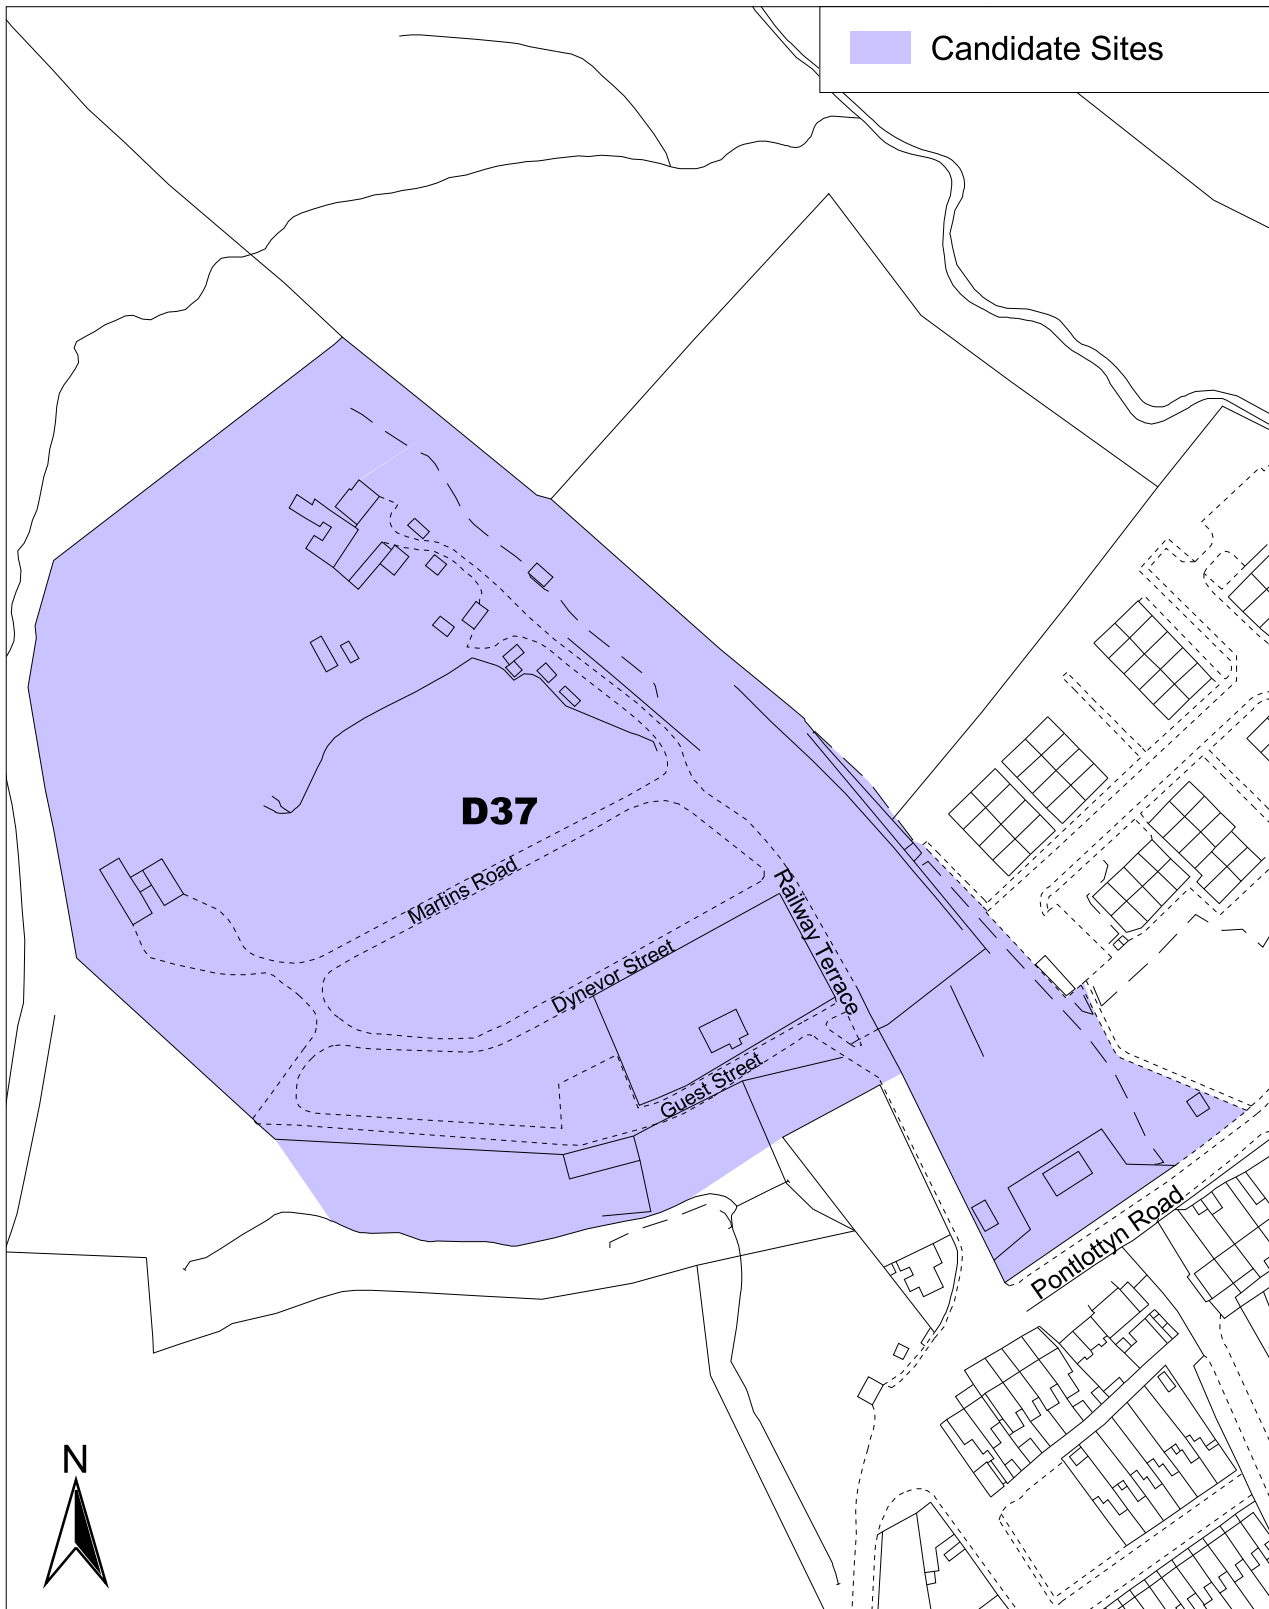 Candidate Sites
D37
Martins Road
Railway Terrace
Dynevor Street
Guest Street
Pontlottyn Road
N